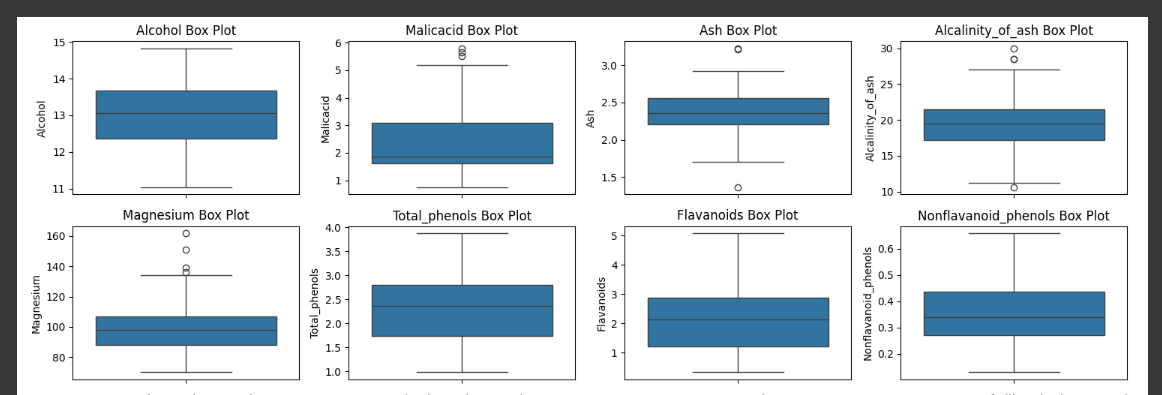 Alcohol Box Plot
Malicacid Box Plot
Ash Box Plot
Alcalinity_of_ash Box Plot
15
14
13
12
11
Alcohol
6
5
4
3
2
1
Malicacid
3.0
2.5
2.0
1.5
Ash
30
25
20
15
10
Alcalinity_of_ash
Magnesium Box Plot
Total_phenols Box Plot
Flavanoids Box Plot
Nonflavanoid_phenols Box Plot
160
140
120
100
80
Magnesium
4.0
3.5
3.0
2.5
2.0
1.5
1.0
Total_phenols
5
4
3
2
1
Flavanoids
0.6
0.5
0.4
0.3
0.2
Nonflavanoid_phenols